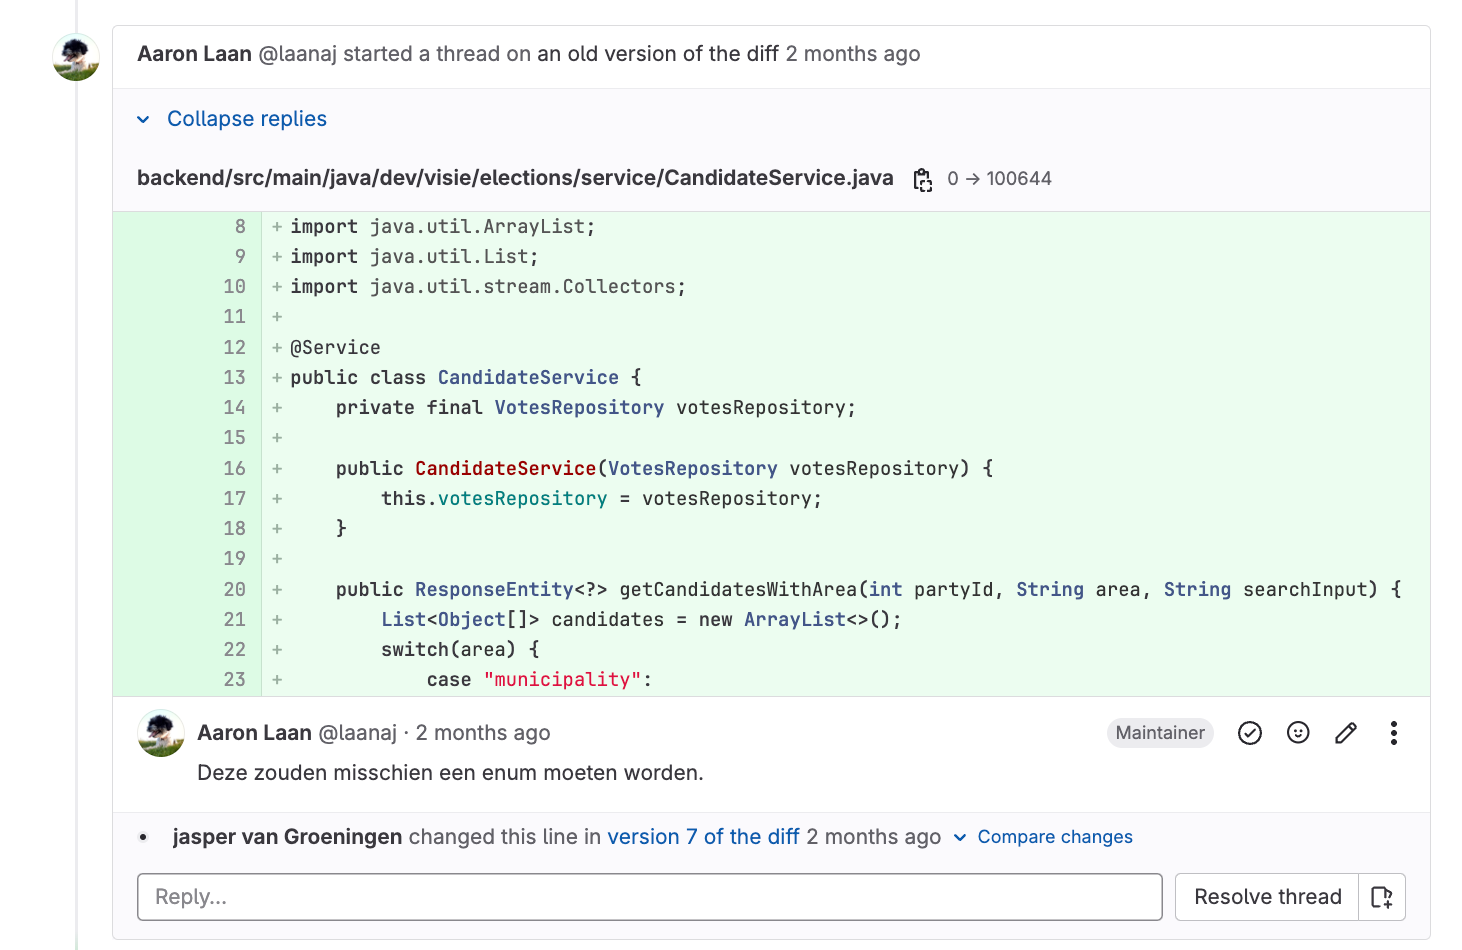 Aaron Laan @laanaj started a thread on an old version of the diff 2 months ago
Collapse replies
backend/src/main/java/dev/visie/elections/service/CandidateService.java 0 → 100644
8 + import java.util.ArrayList;
9 + import java.util.List;
10 + import java.util.stream.Collectors;
11 +
12 + @Service
13 + public class CandidateService {
14 +     private final VotesRepository votesRepository;
15 +
16 +     public CandidateService(VotesRepository votesRepository) {
17 +         this.votesRepository = votesRepository;
18 +     }
19 +
20 +     public ResponseEntity<?> getCandidatesWithArea(int partyId, String area, String searchInput) {
21 +         List<Object[]> candidates = new ArrayList<>();
22 +         switch(area) {
23 +             case "municipality":
Aaron Laan @laanaj · 2 months ago Maintainer
Deze zouden misschien een enum moeten worden.
• jasper van Groeningen changed this line in version 7 of the diff 2 months ago Compare changes
Reply... Resolve thread